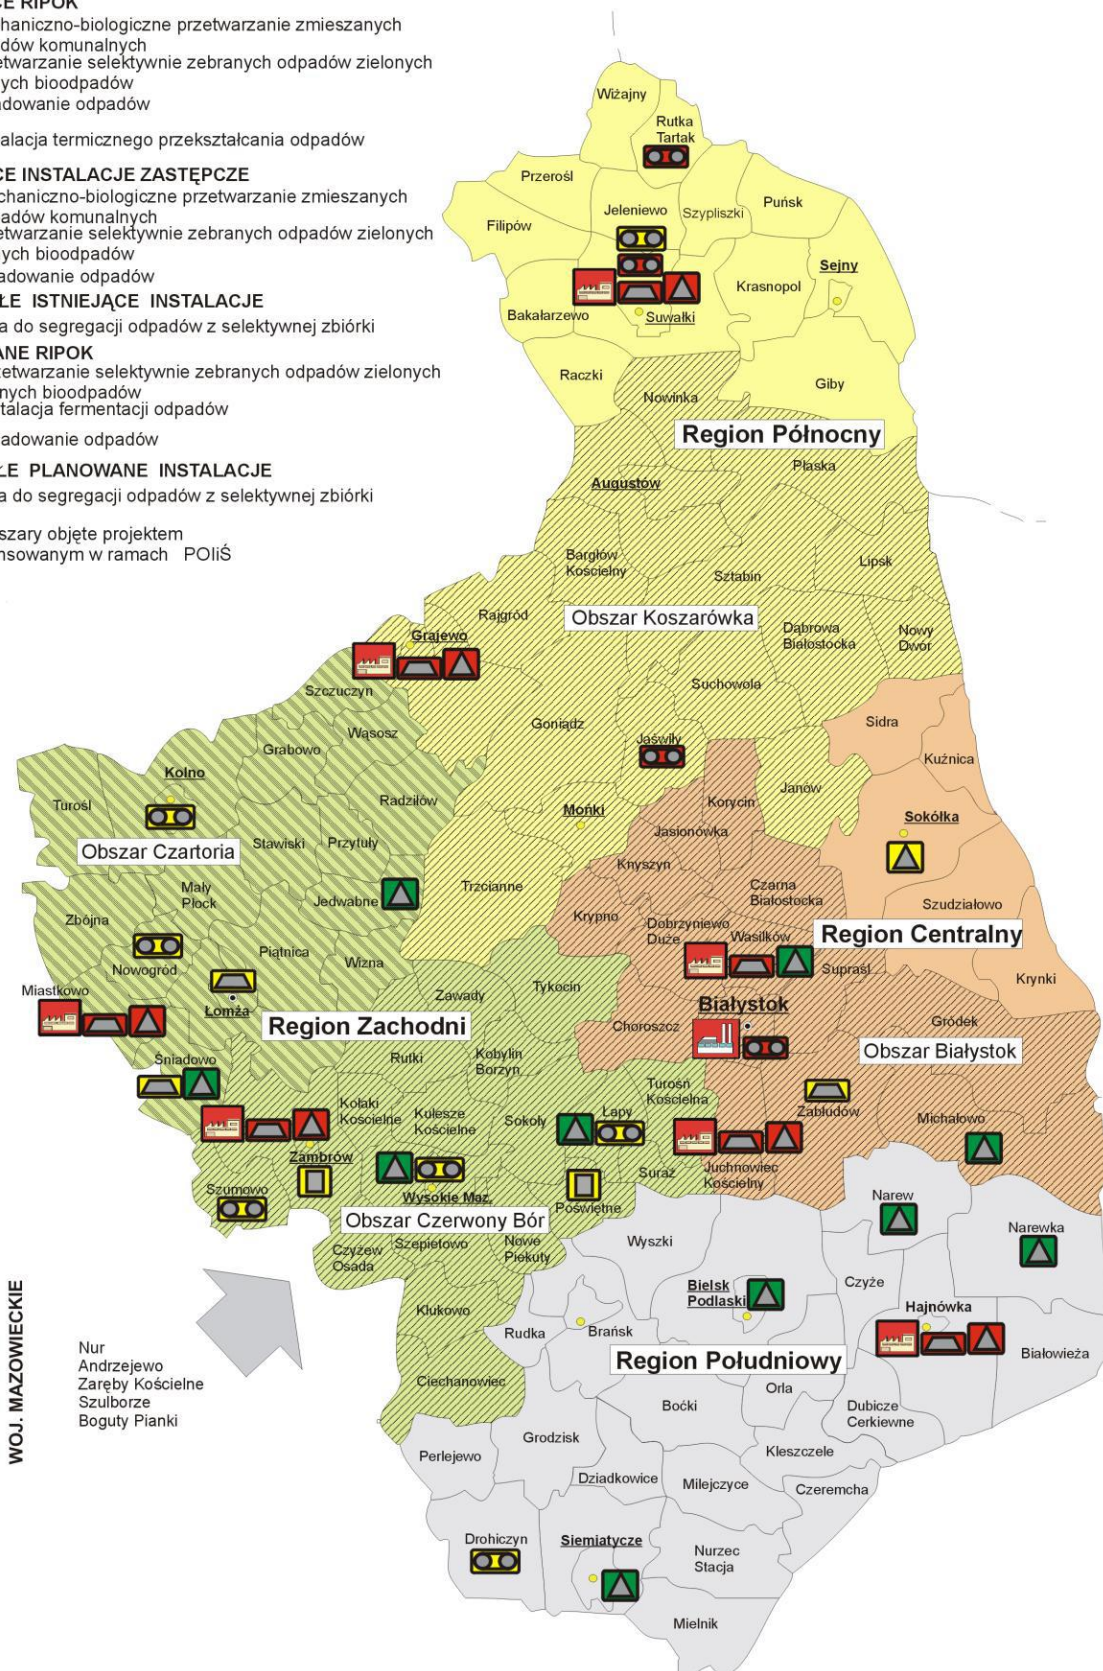 CE RIPOK
chaniczno-biologiczne przetwarzanie zmieszanych
dów komunalnych
etwarzanie selektywnie zebranych odpadów zielonych
ych bioodpadów
adowanie odpadów
alacja termicznego przekształcania odpadów
CE INSTALACJE ZASTĘPCZE
chaniczno-biologiczne przetwarzanie zmieszanych
adów komunalnych
etwarzanie selektywnie zebranych odpadów zielonych
ych bioodpadów
adowanie odpadów
ŁE ISTNIEJĄCE INSTALACJE
a do segregacji odpadów z selektywnej zbiórki
ANE RIPOK
zetwarzanie selektywnie zebranych odpadów zielonych
nych bioodpadów
stalacja fermentacji odpadów
adowanie odpadów
ŁE PLANOWANE INSTALACJE
a do segregacji odpadów z selektywnej zbiórki
szary objęte projektem
nsowanym w ramach POIiŚ
Wiżajny
Rutka
Tartak
Przerośl
Jeleniewo
Szypliszki
Puńsk
Filipów
Sejny
Krasnopol
Bakałarzewo
Suwałki
Raczki
Giby
Nowinka
Region Północny
Płaska
Augustów
Bargłów
Kościelny
Sztabin
Lipsk
Rajgród
Obszar Koszarówka
Dąbrowa
Białostocka
Nowy
Dwor
Grajewo
Szczuczyn
Suchowola
Wąsosz
Goniądz
Sidra
Grabowo
Jaświły
Kuźnica
Kolno
Turośl
Radziłów
Korycin
Janów
Mońki
Sokółka
Stawiski
Przytuły
Jasionówka
Obszar Czartoria
Knyszyn
Mały
Płock
Jedwabne
Trzcianne
Czarna
Białostocka
Szudziałowo
Zbójna
Krypno
Dobrzyniewo
Duże
Wasilków
Region Centralny
Nowogród
Piątnica
Wizna
Supraśl
Krynki
Miastkowo
Łomża
Zawady
Tykocin
Białystok
Region Zachodni
Choroszcz
Gródek
Śniadowo
Rutki
Kobylin
Borzyn
Obszar Białystok
Kołaki
Kościelne
Kulesze
Kościelne
Sokoły
Łapy
Turośń
Kościelna
Zabłudów
Michałowo
Zambrów
Wysokie Maz.
Suraż
Juchnowiec
Kościelny
Szumowo
Poświętne
Narew
Obszar Czerwony Bór
Narewka
Czyżew
Osada
Szepietowo
Nowe
Piekuty
Wyszki
Bielsk
Podlaski
Czyże
Hajnówka
Klukowo
Rudka
Brańsk
Białowieża
Region Południowy
Ciechanowiec
Orla
Boćki
Dubicze
Cerkiewne
WOJ. MAZOWIECKIE
Nur
Andrzejewo
Zaręby Kościelne
Szulborze
Boguty Pianki
Perlejewo
Grodzisk
Kleszczele
Dziadkowice
Milejczyce
Czeremcha
Drohiczyn
Siemiatycze
Nurzec
Stacja
Mielnik